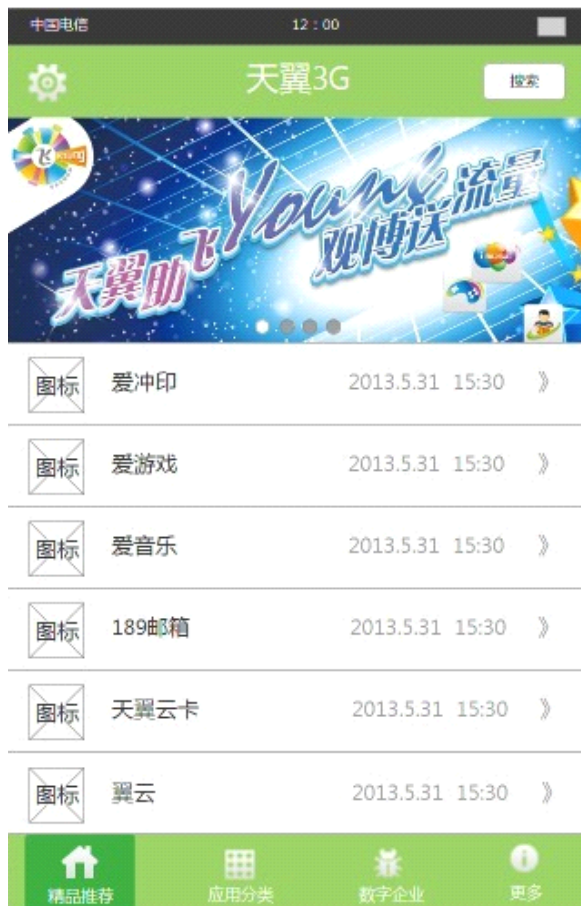 中国电信
12：00
天翼3G
搜索
天翼助飞Young
观博送流量
图标 爱冲印 2013.5.31 15:30 》
图标 爱游戏 2013.5.31 15:30 》
图标 爱音乐 2013.5.31 15:30 》
图标 189邮箱 2013.5.31 15:30 》
图标 天翼云卡 2013.5.31 15:30 》
图标 翼云 2013.5.31 15:30 》
精品推荐
应用分类
数字企业
更多